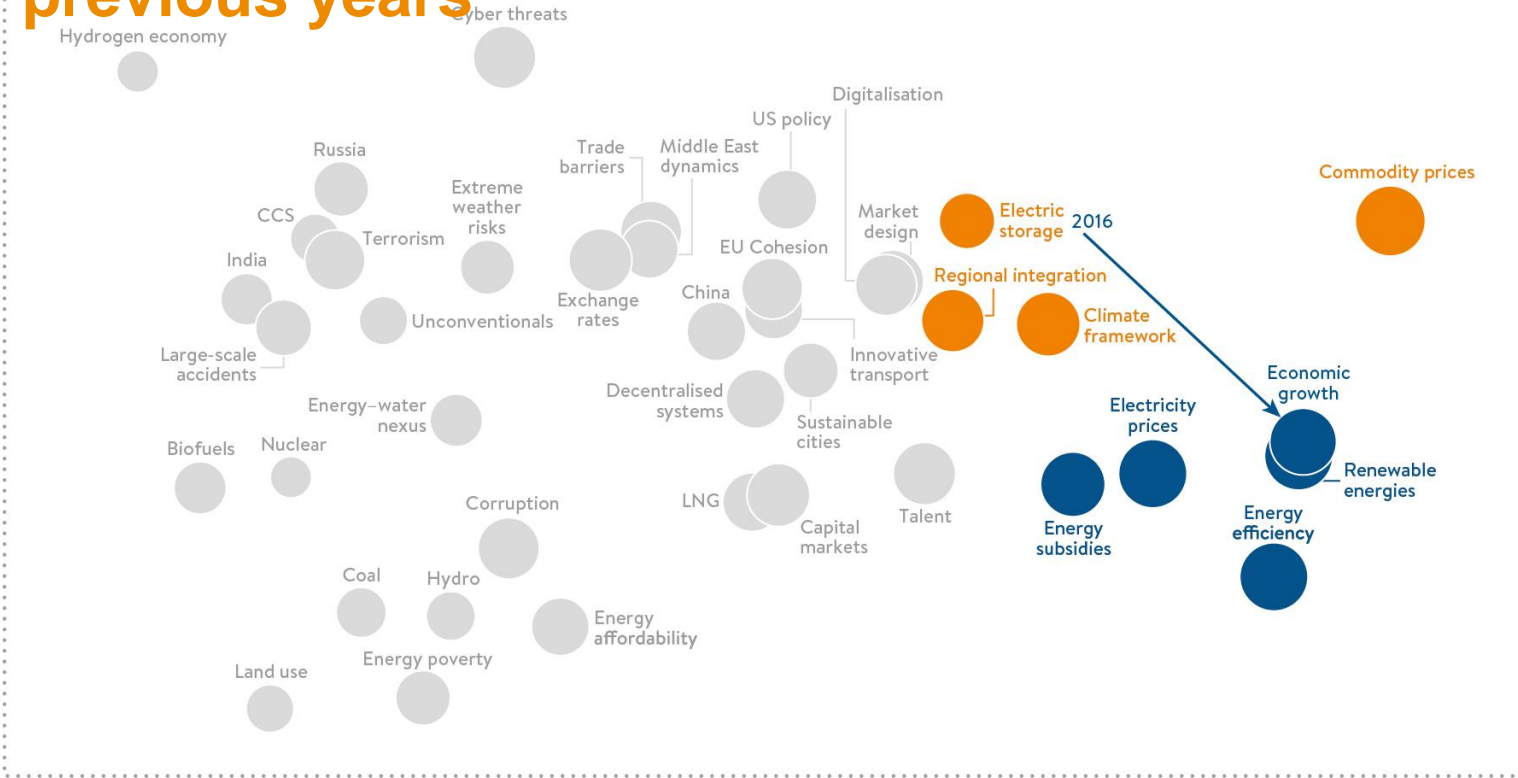 previous years
Cyber threats
Hydrogen economy
Digitalisation
US policy
Russia
Trade
barriers
Middle East
dynamics
Commodity prices
Extreme
weather
risks
CCS
Terrorism
Market
design
Electric
storage
2016
India
EU Cohesion
Regional integration
China
Exchange
rates
Unconventionals
Climate
framework
Large-scale
accidents
Innovative
transport
Economic
growth
Decentralised
systems
Energy–water
nexus
Electricity
prices
Sustainable
cities
Biofuels
Nuclear
Renewable
energies
LNG
Corruption
Talent
Capital
markets
Energy
subsidies
Energy
efficiency
Coal
Hydro
Energy
affordability
Energy poverty
Land use